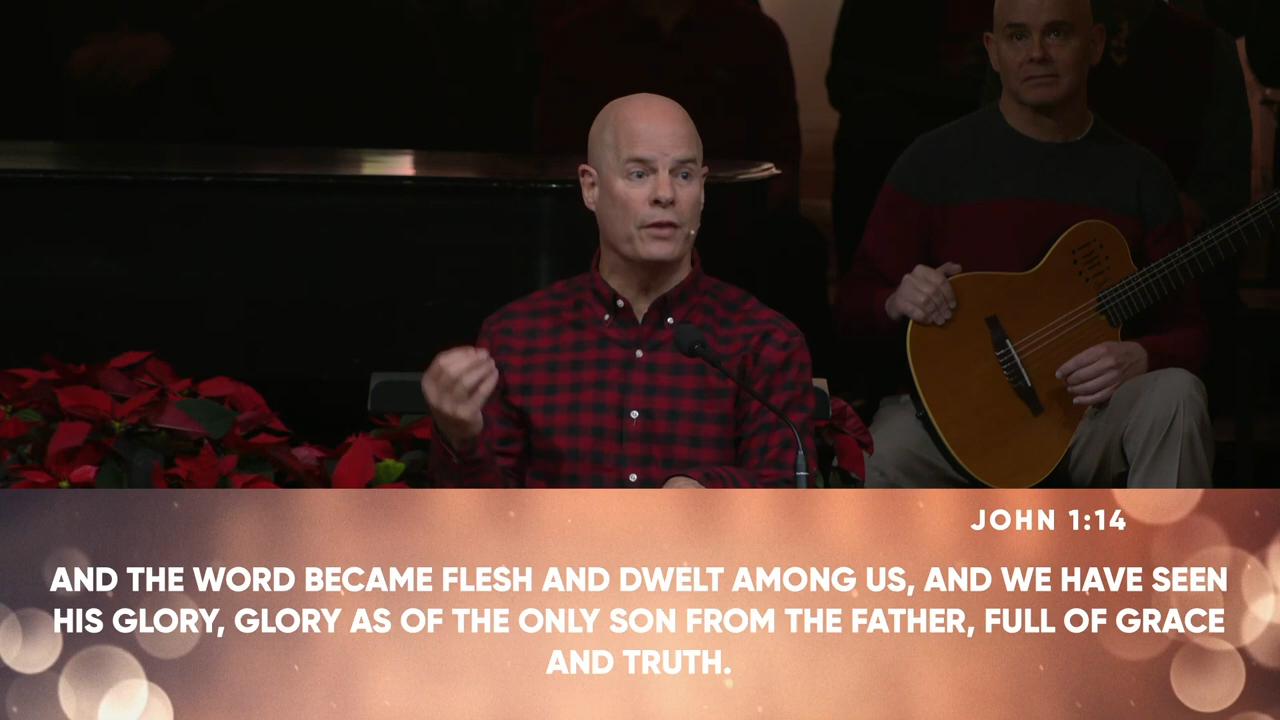 JOHN 1:14
AND THE WORD BECAME FLESH AND DWELT AMONG US, AND WE HAVE SEEN
HIS GLORY, GLORY AS OF THE ONLY SON FROM THE FATHER, FULL OF GRACE
AND TRUTH.